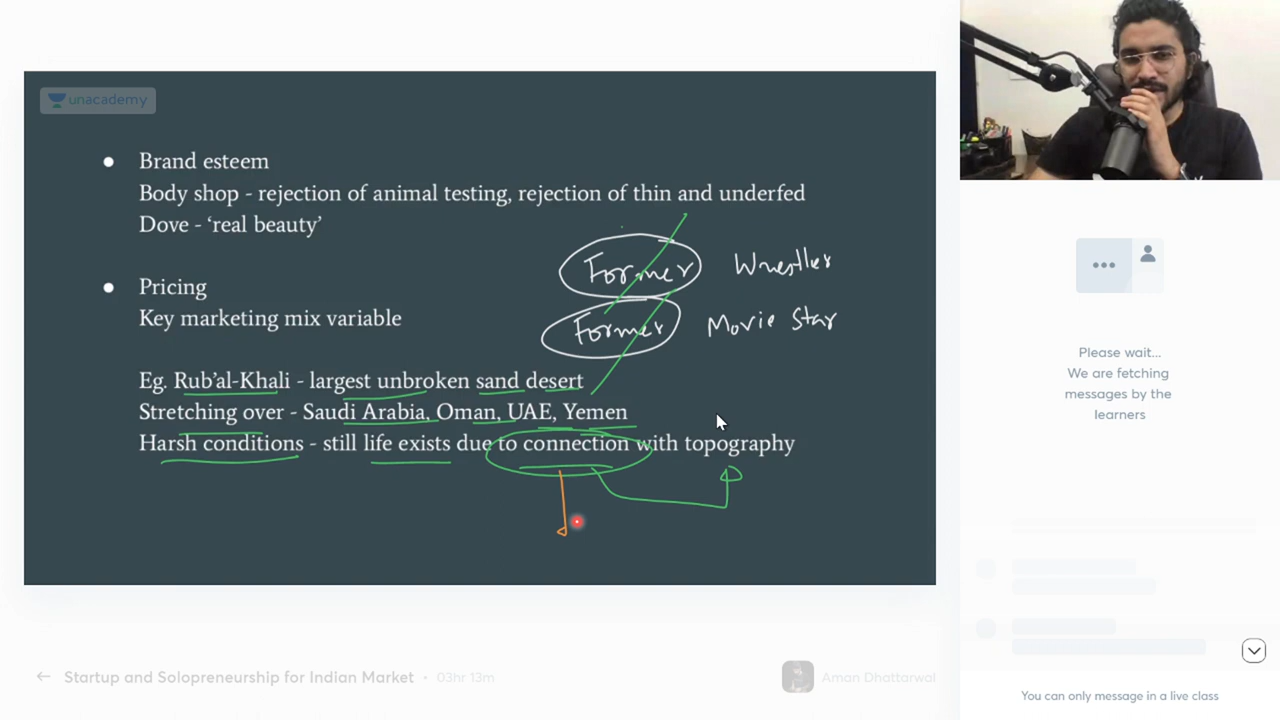 unacademy
● Brand esteem
Body shop - rejection of animal testing, rejection of thin and underfed
Dove - ‘real beauty’
Former Wrestler
● Pricing
Key marketing mix variable
Former Movie Star
Eg. Rub’al-Khali - largest unbroken sand desert
Stretching over - Saudi Arabia, Oman, UAE, Yemen
Harsh conditions - still life exists due to connection with topography
Please wait...
We are fetching
messages by the
learners
Startup and Solopreneurship for Indian Market • 03hr 13m
Aman Dhattarwal
You can only message in a live class